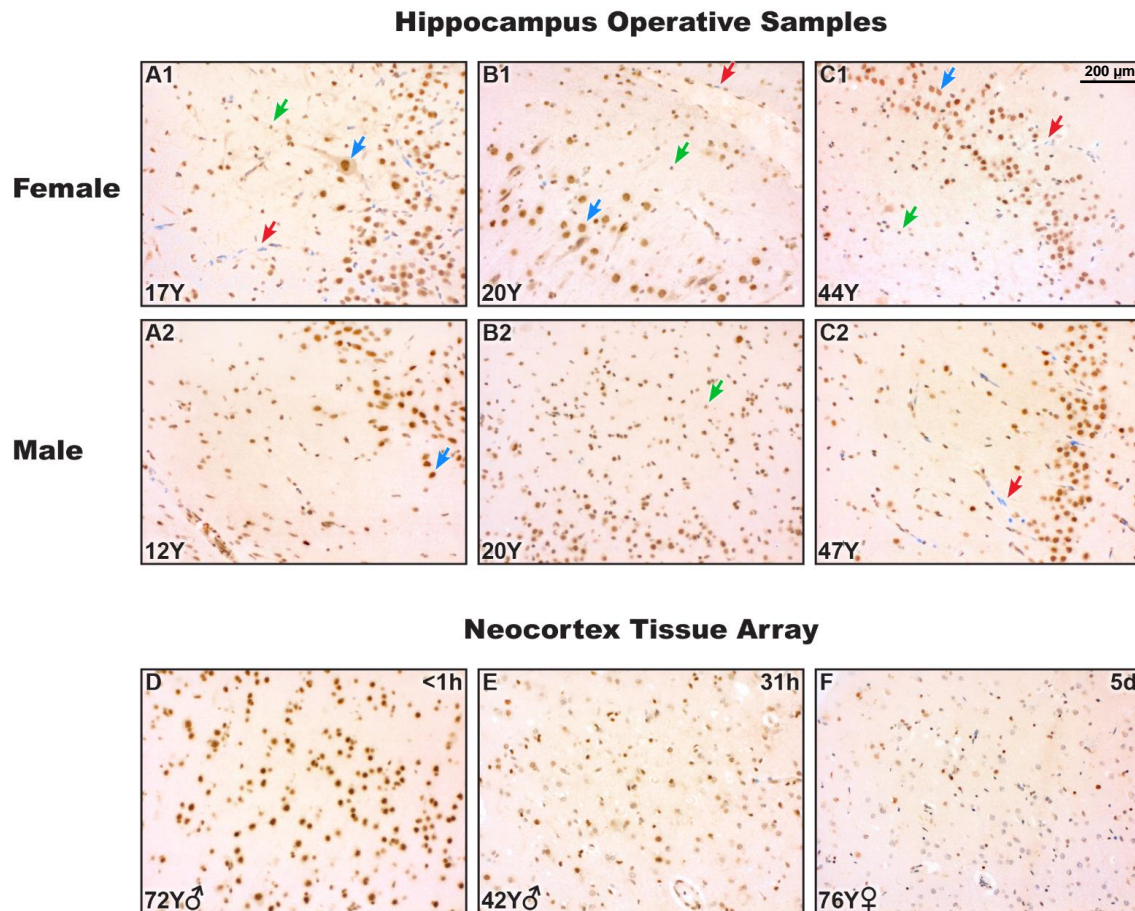 Hippocampus Operative Samples
Female
A1
17Y
B1
20Y
C1
200 µm
44Y
Male
A2
12Y
B2
20Y
C2
47Y
Neocortex Tissue Array
D
<1h
72Y♂
E
31h
42Y♂
F
5d
76Y♀